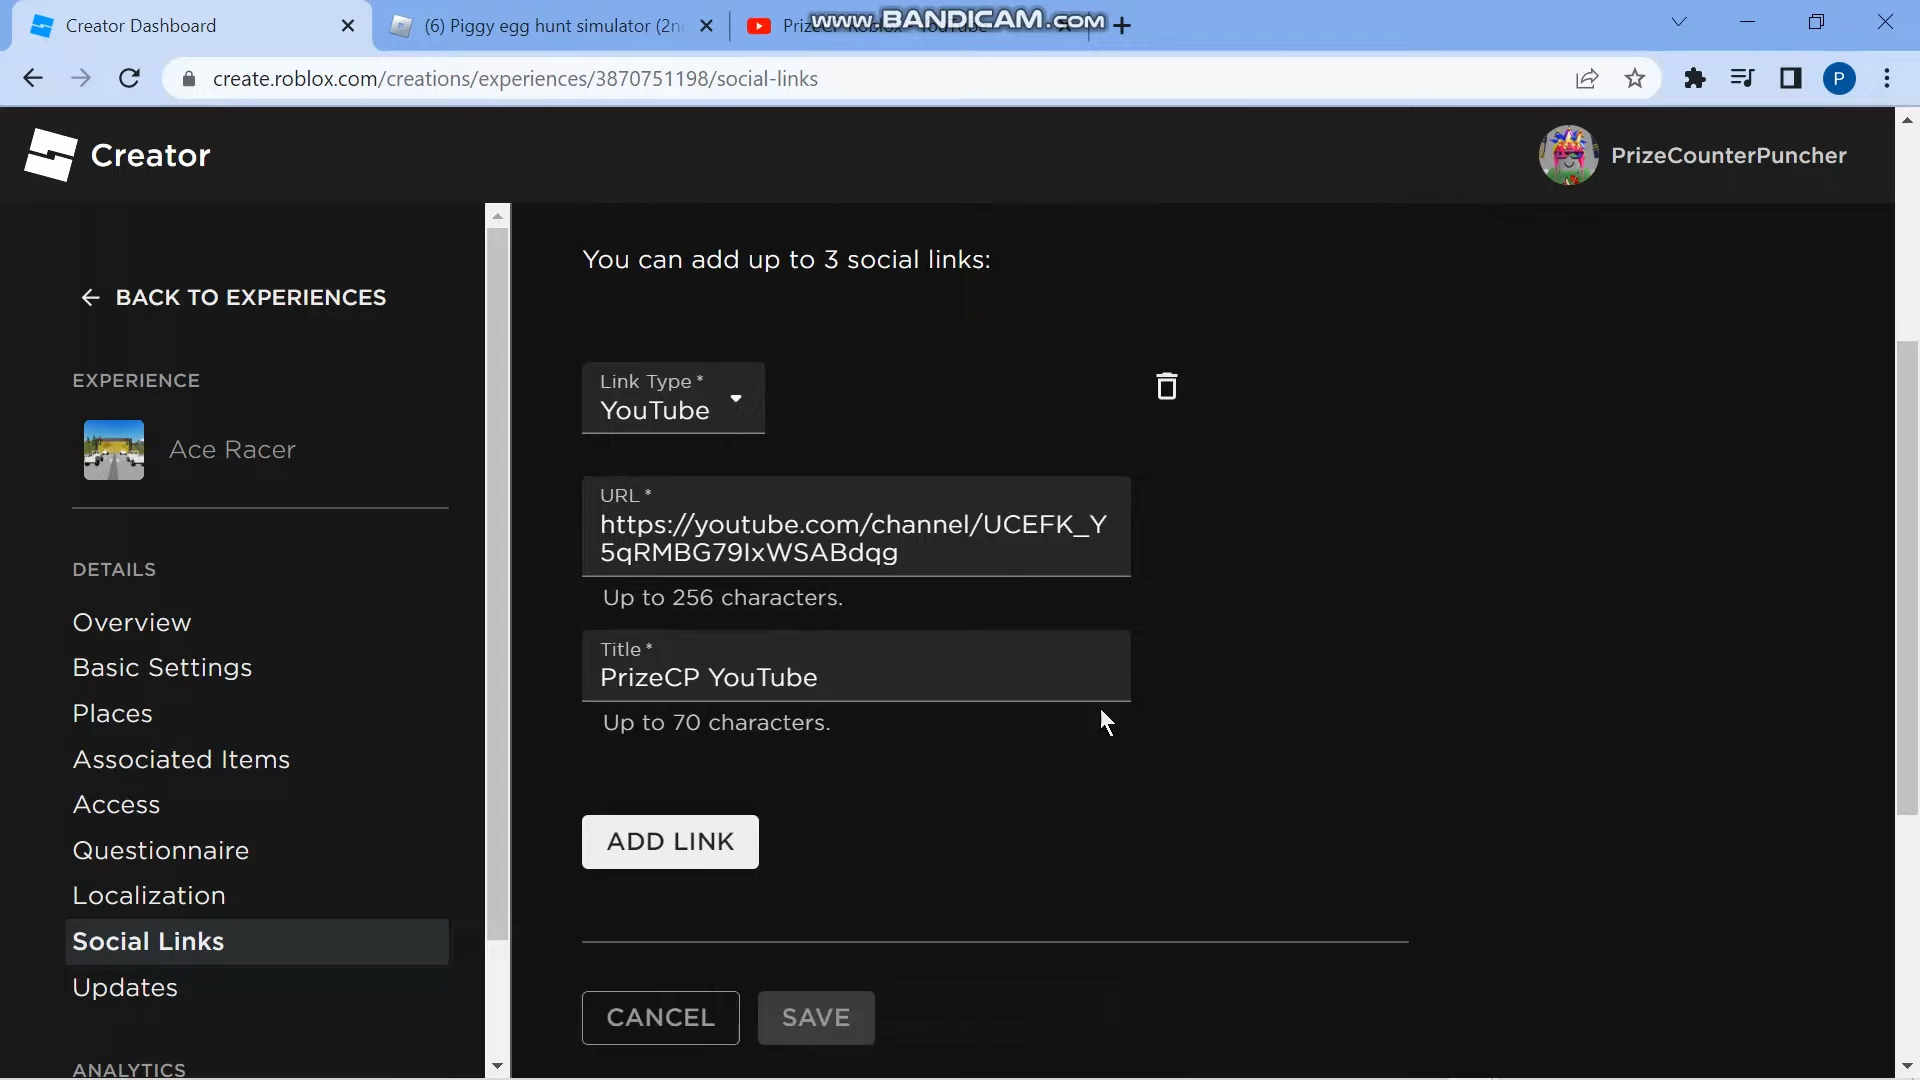 Creator Dashboard
(6) Piggy egg hunt simulator (2n
www.BANDICAM.com
create.roblox.com/creations/experiences/3870751198/social-links
P
Creator
PrizeCounterPuncher
BACK TO EXPERIENCES
EXPERIENCE
Ace Racer
DETAILS
Overview
Basic Settings
Places
Associated Items
Access
Questionnaire
Localization
Social Links
Updates
ANALYTICS
You can add up to 3 social links:
Link Type *
YouTube
URL *
https://youtube.com/channel/UCEFK_Y
5qRMBG79IxWSABdqg
Up to 256 characters.
Title *
PrizeCP YouTube
Up to 70 characters.
ADD LINK
CANCEL
SAVE